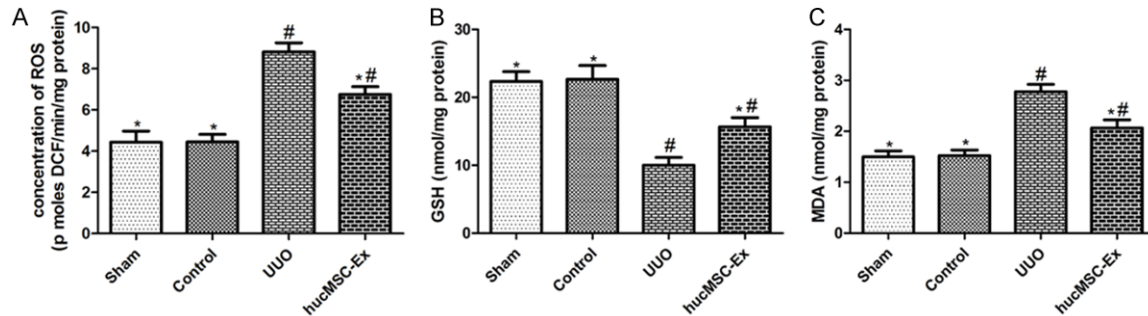 A
concentration of ROS
(p moles DCF/min/mg protein)
10
8
6
4
2
0
*
*
#
*#
Sham
Control
UUO
hucMSC-Ex
B
GSH (nmol/mg protein)
30
20
10
0
*
*
#
*#
Sham
Control
UUO
hucMSC-Ex
C
MDA (nmol/mg protein)
4
3
2
1
0
*
*
#
*#
Sham
Control
UUO
hucMSC-Ex